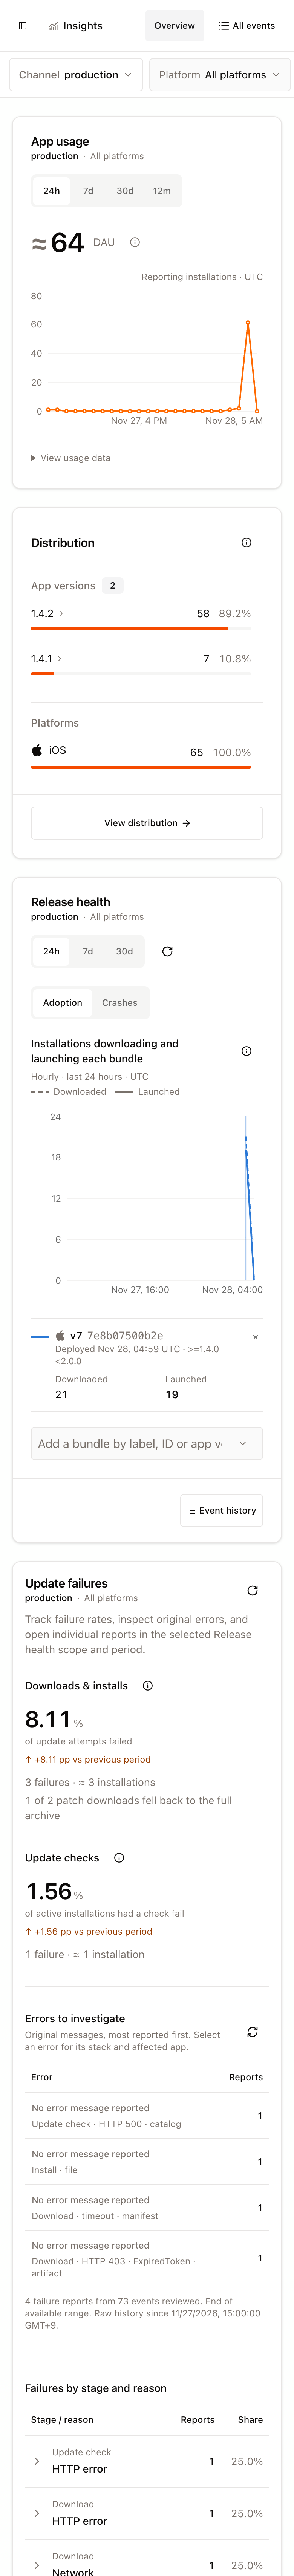 Insights
Overview
All events
Channel production
Platform All platforms
App usage
production · All platforms
24h 7d 30d 12m
≈64 DAU
Reporting installations · UTC
80
60
40
20
0
Nov 27, 4 PM Nov 28, 5 AM
View usage data
Distribution
App versions 2
1.4.2 58 89.2%
1.4.1 7 10.8%
Platforms
iOS 65 100.0%
View distribution →
Release health
production · All platforms
24h 7d 30d
Adoption Crashes
Installations downloading and
launching each bundle
Hourly · last 24 hours · UTC
Downloaded Launched
24
18
12
6
0
Nov 27, 16:00 Nov 28, 04:00
v7 7e8b07500b2e ×
Deployed Nov 28, 04:59 UTC · >=1.4.0
<2.0.0
Downloaded Launched
21 19
Add a bundle by label, ID or app v
Event history
Update failures
production · All platforms
Track failure rates, inspect original errors, and
open individual reports in the selected Release
health scope and period.
Downloads & installs
8.11%
of update attempts failed
↑ +8.11 pp vs previous period
3 failures · ≈ 3 installations
1 of 2 patch downloads fell back to the full
archive
Update checks
1.56%
of active installations had a check fail
↑ +1.56 pp vs previous period
1 failure · ≈ 1 installation
Errors to investigate
Original messages, most reported first. Select
an error for its stack and affected app.
Error Reports
No error message reported
Update check · HTTP 500 · catalog
1
No error message reported
Install · file
1
No error message reported
Download · timeout · manifest
1
No error message reported
Download · HTTP 403 · ExpiredToken ·
artifact
1
4 failure reports from 73 events reviewed. End of
available range. Raw history since 11/27/2026, 15:00:00
GMT+9.
Failures by stage and reason
Stage / reason Reports Share
Update check
HTTP error 1 25.0%
Download
HTTP error 1 25.0%
Download
Network 1 25.0%